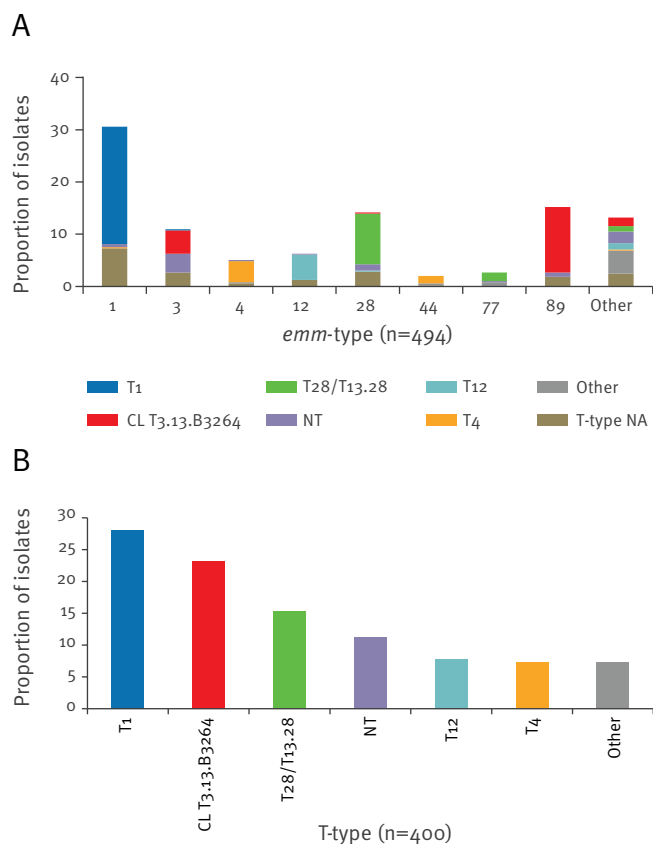 A
Proportion of isolates
40
30
20
10
0
1 3 4 12 28 44 77 89 Other
emm-type (n=494)
T1 T28/T13.28 T12 Other
CL T3.13.B3264 NT T4 T-type NA
B
Proportion of isolates
30
25
20
15
10
5
0
T1 CL T3.13.B3264 T28/T13.28 NT T12 T4 Other
T-type (n=400)